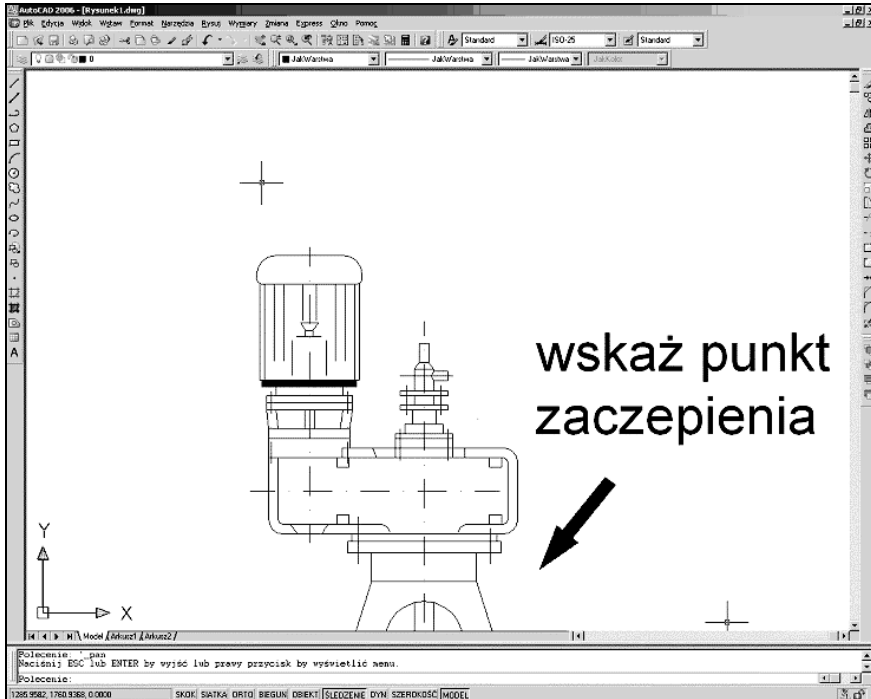 AutoCAD 2006 - [Rysunek1.dwg]
Plik Edycja Widok Wstaw Format Narzędzia Rysuj Wymiary Zmiana Express Okno Pomoc
Standard ISO-25 Standard
0 JakWarstwa JakWarstwa JakWarstwa JakKolor
A
wskaż punkt
zaczepienia
Y
X
Model Arkusz1 Arkusz2
Polecenie: '_pan
Naciśnij ESC lub ENTER by wyjść lub prawy przycisk by wyświetlić menu.
Polecenie:
1285.9582, 1760.9368, 0.0000 SKOK SIATKA ORTO BIEGUN OBIEKT ŚLEDZENIE DYN SZEROKOŚĆ MODEL